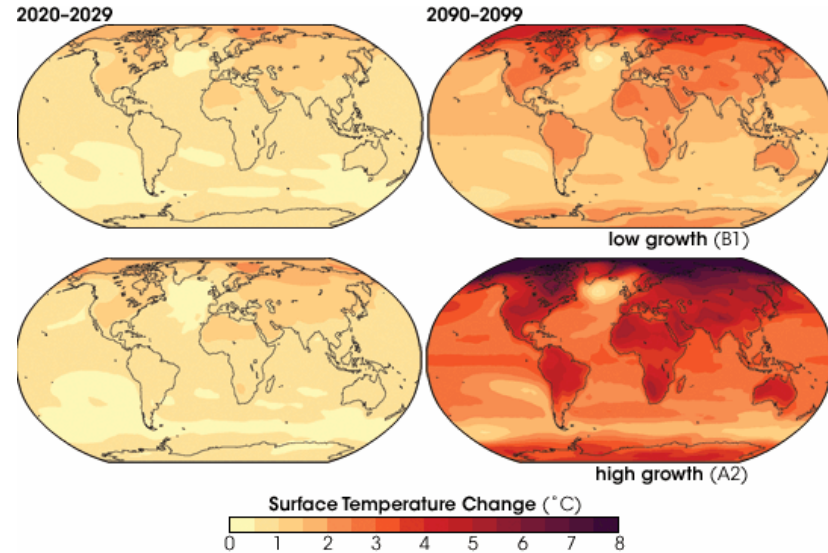 2020–2029
2090–2099
low growth (B1)
high growth (A2)
Surface Temperature Change (˚C)
0 1 2 3 4 5 6 7 8